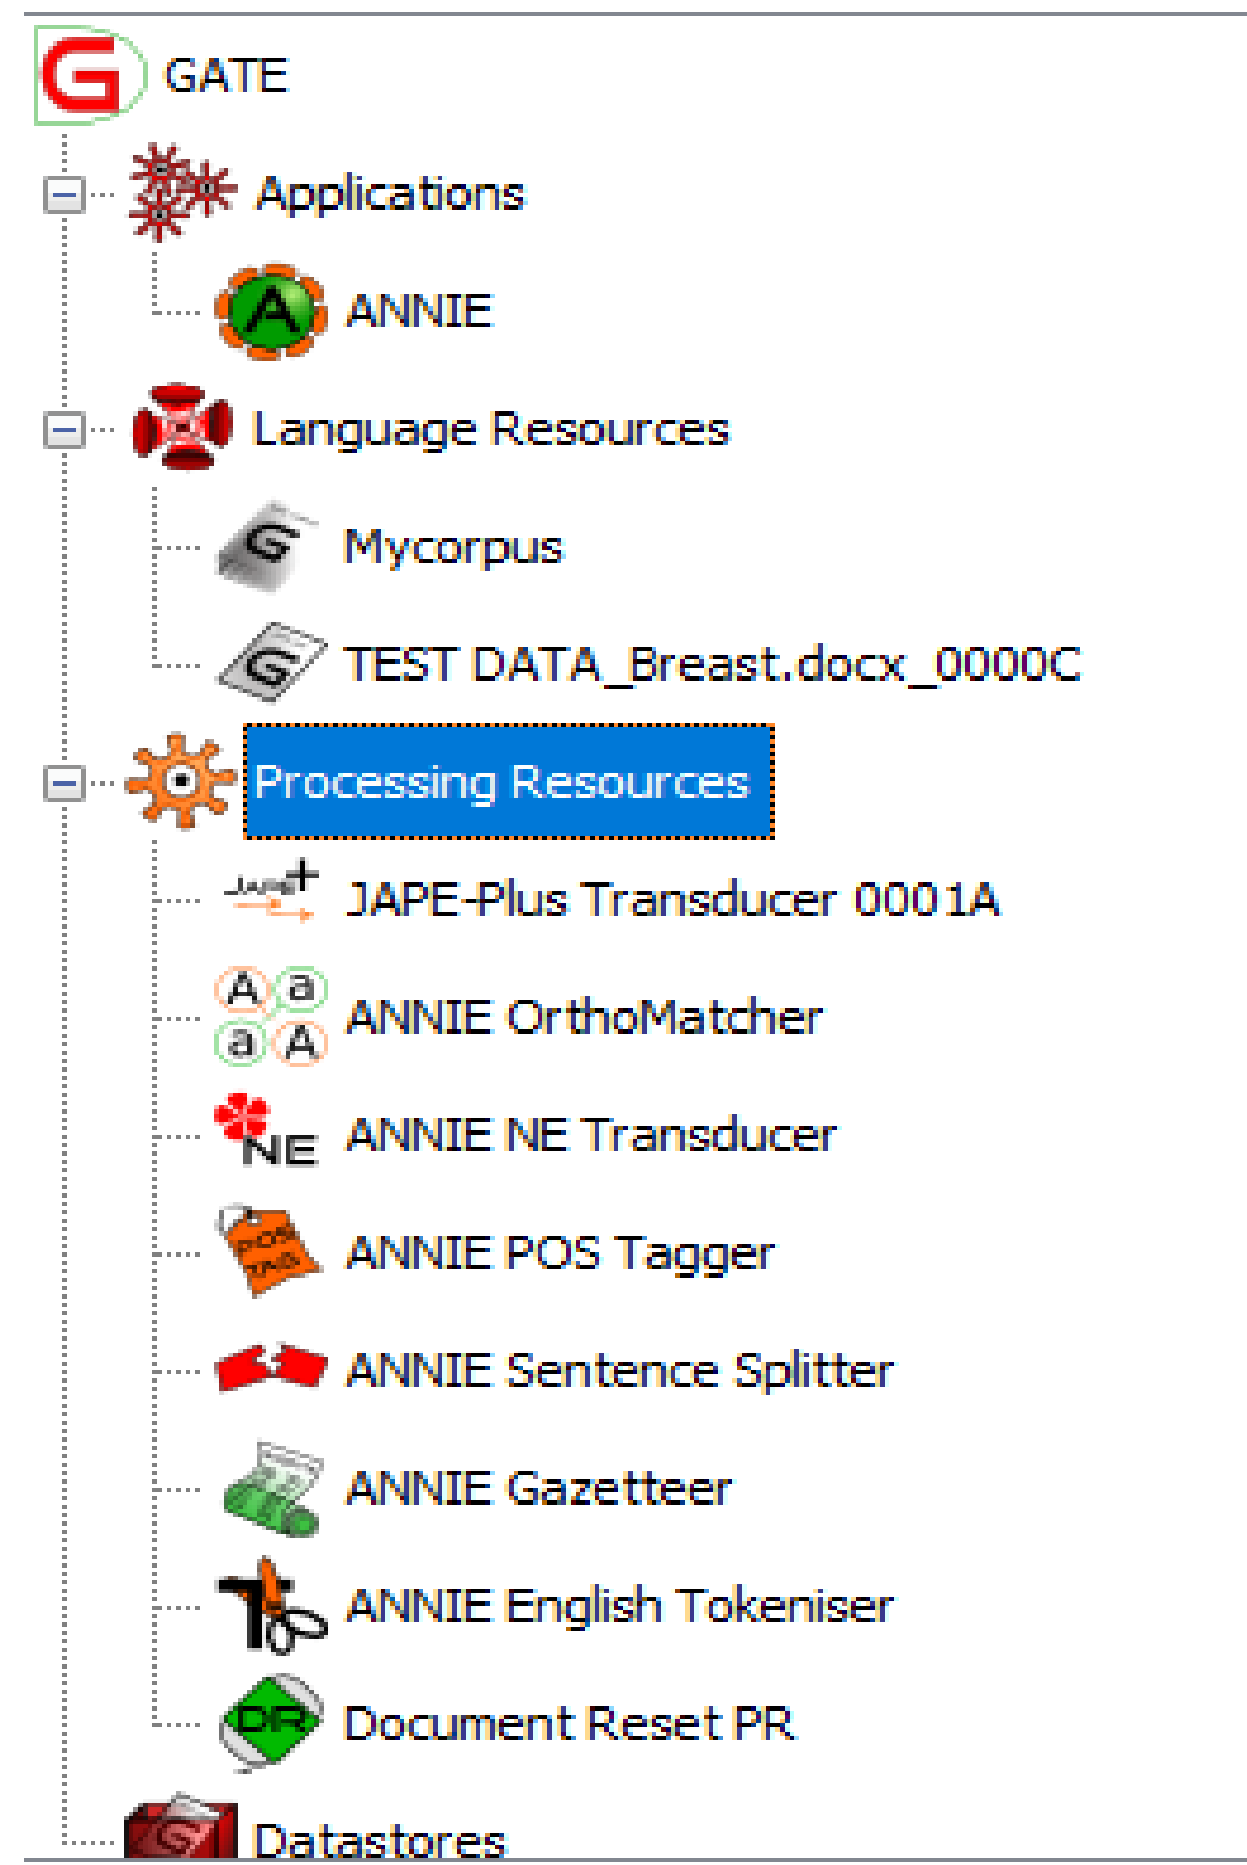 GATE
Applications
ANNIE
Language Resources
Mycorpus
TEST DATA_Breast.docx_0000C
Processing Resources
JAPE-Plus Transducer 0001A
ANNIE OrthoMatcher
ANNIE NE Transducer
ANNIE POS Tagger
ANNIE Sentence Splitter
ANNIE Gazetteer
ANNIE English Tokeniser
Document Reset PR
Datastores